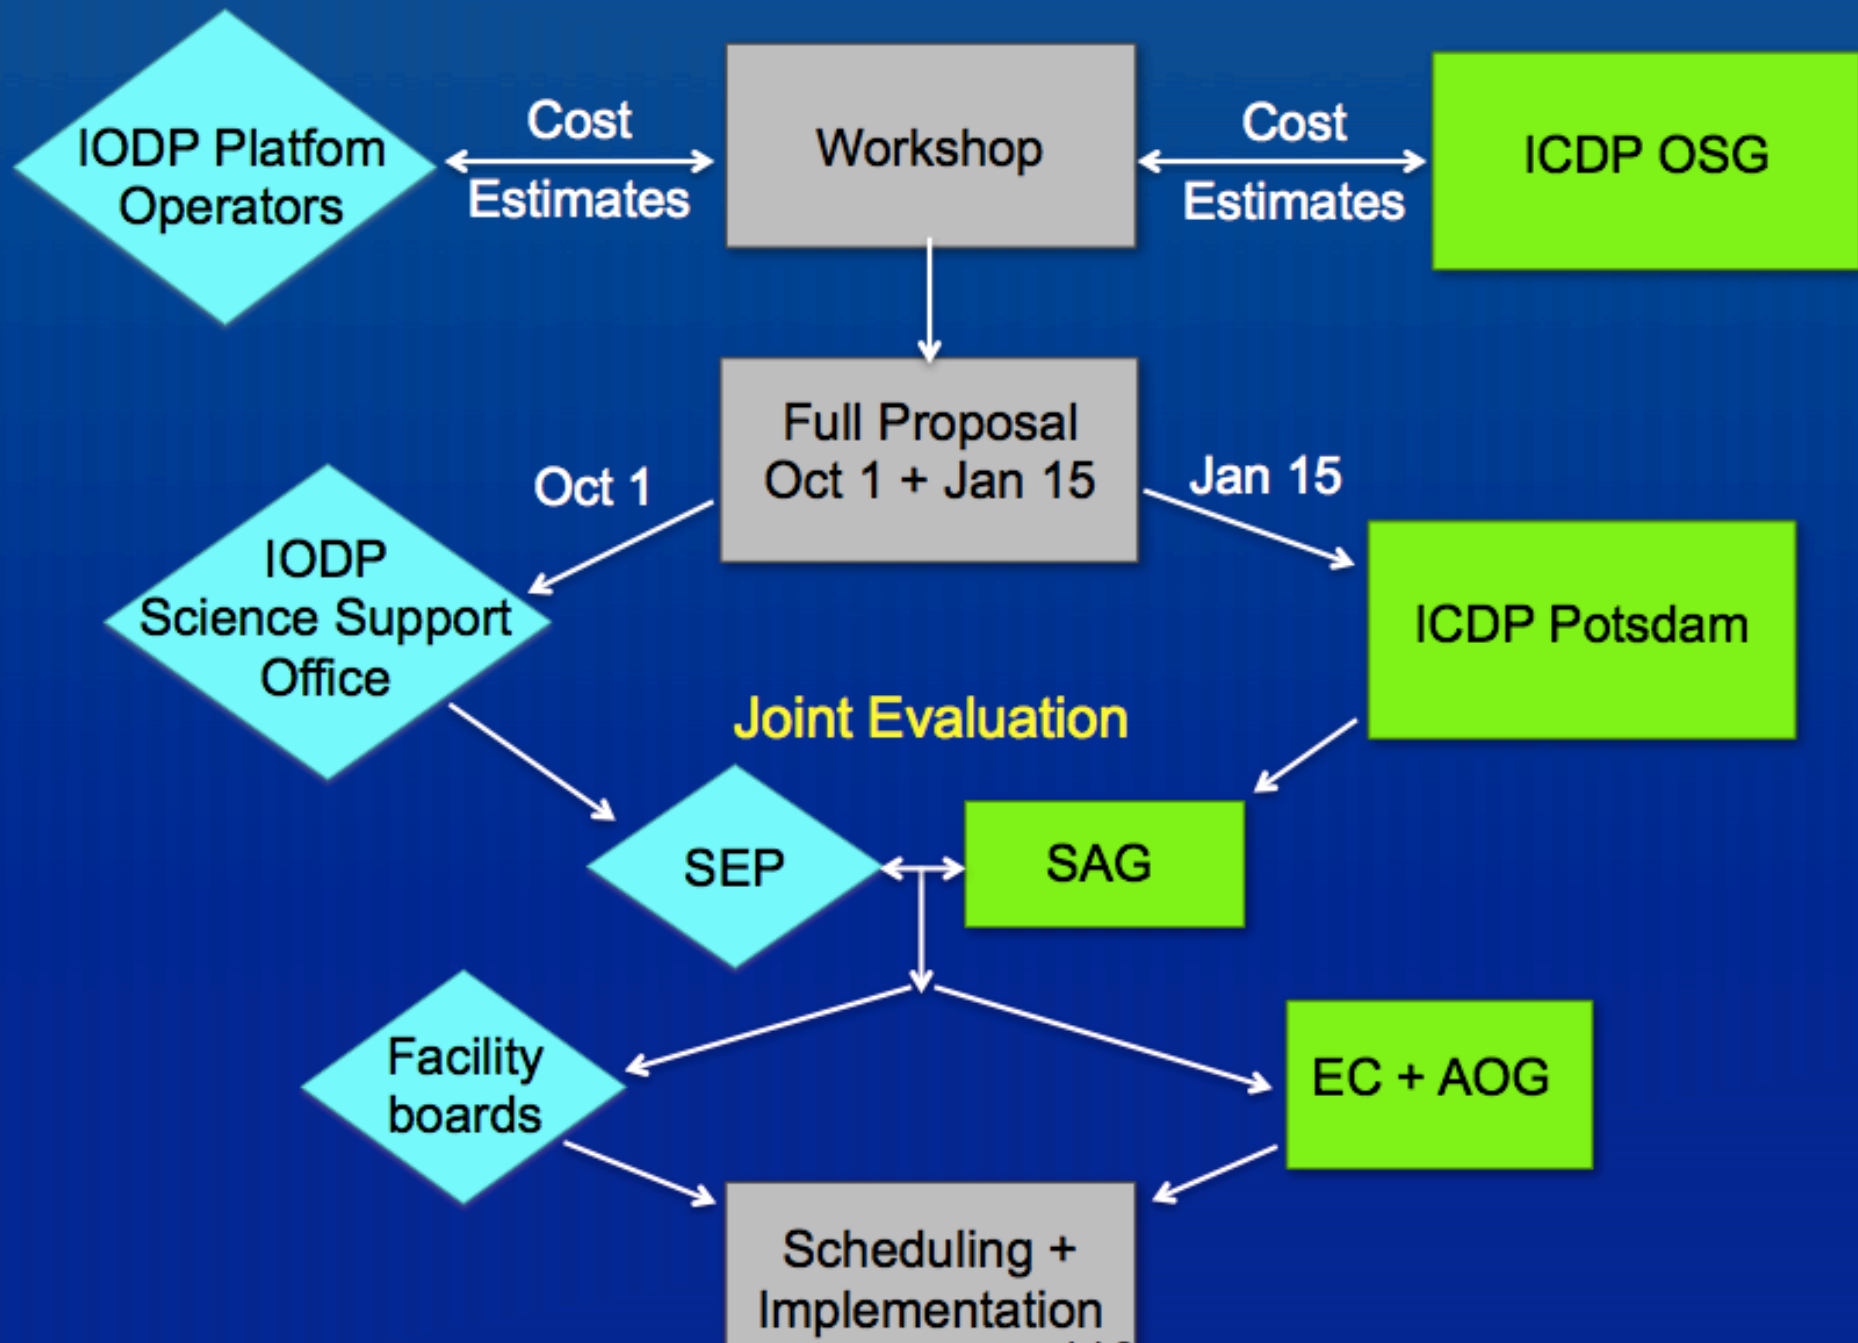 IODP Platfom
Operators
Cost
Estimates
Workshop
Cost
Estimates
ICDP OSG
Full Proposal
Oct 1 + Jan 15
Oct 1
Jan 15
IODP
Science Support
Office
ICDP Potsdam
Joint Evaluation
SEP
SAG
Facility
boards
EC + AOG
Scheduling +
Implementation